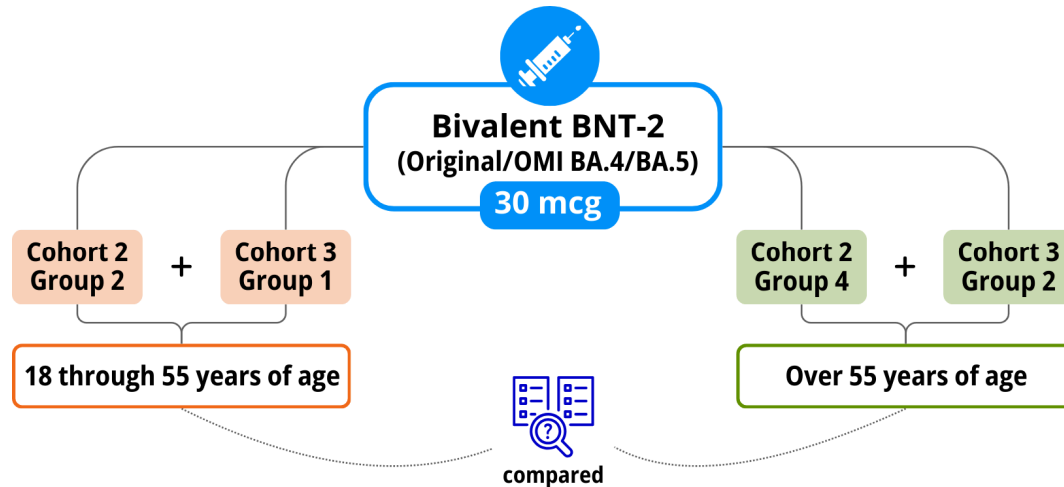 Bivalent BNT-2
(Original/OMI BA.4/BA.5)
30 mcg
Cohort 2
Group 2
+
Cohort 3
Group 1
18 through 55 years of age
Cohort 2
Group 4
+
Cohort 3
Group 2
Over 55 years of age
?
compared